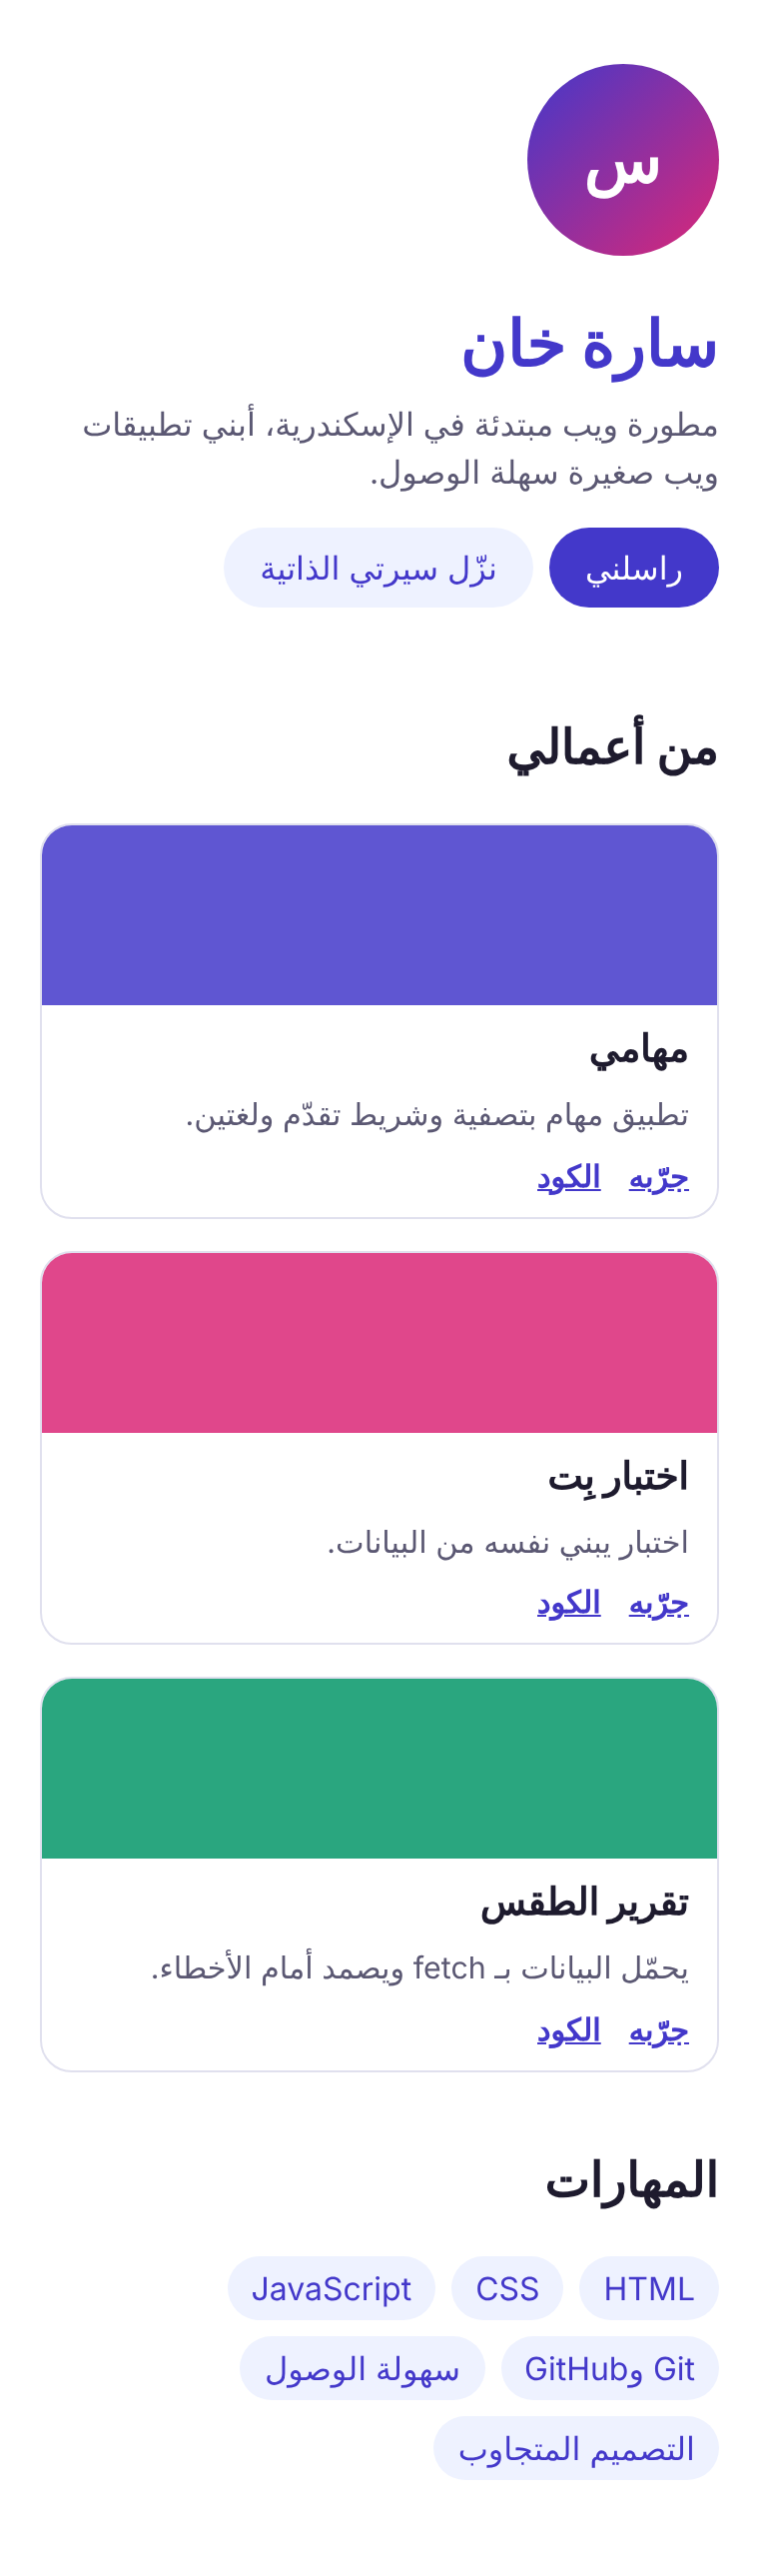 س
سارة خان
مطورة ويب مبتدئة في الإسكندرية، أبني تطبيقات
ويب صغيرة سهلة الوصول.
راسلني
نزّل سيرتي الذاتية
من أعمالي
مهامي
تطبيق مهام بتصفية وشريط تقدّم ولغتين.
جرّبه الكود
اختبار بِت
اختبار يبني نفسه من البيانات.
جرّبه الكود
تقرير الطقس
يحمّل البيانات بـ fetch ويصمد أمام الأخطاء.
جرّبه الكود
المهارات
HTML CSS JavaScript
Git وGitHub سهولة الوصول
التصميم المتجاوب